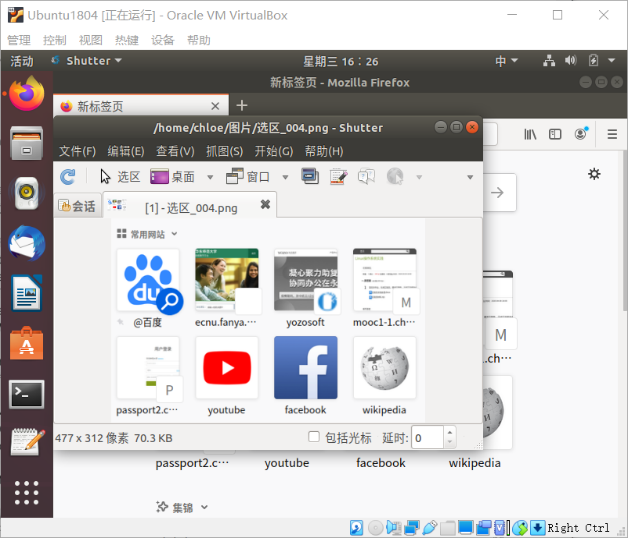 Ubuntu1804 [正在运行] - Oracle VM VirtualBox
管理 控制 视图 热键 设备 帮助
活动 Shutter 星期三 16：26 中
新标签页 - Mozilla Firefox
新标签页
/home/chloe/图片/选区_004.png - Shutter
文件(F) 编辑(E) 查看(V) 抓图(S) 开始(G) 帮助(H)
选区 桌面 窗口
会话 [1] - 选区_004.png
常用网站
du
@百度 ecnu.fanya.… yozosoft mooc1-1.ch…
凝心聚力助复
协同办公在永
M
M
.ch…
P
passport2.c… youtube facebook wikipedia
477 x 312 像素 70.3 KB 包括光标 延时: 0
passport2.c… youtube facebook wikipedia
集锦
Right Ctrl